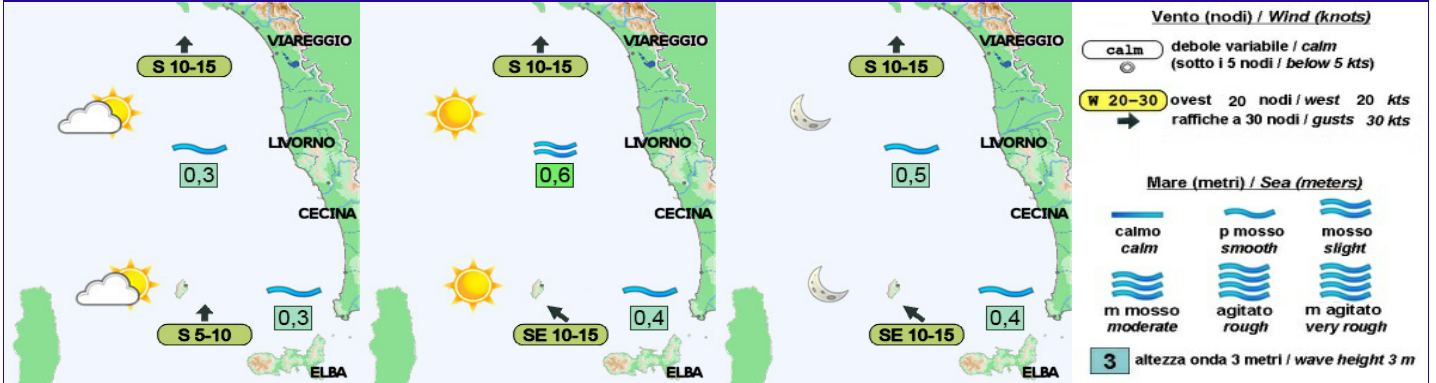 VIAREGGIO
S 10-15
LIVORNO
0,3
CECINA
0,3
S 5-10
ELBA
VIAREGGIO
S 10-15
LIVORNO
0,6
CECINA
0,4
SE 10-15
ELBA
VIAREGGIO
S 10-15
LIVORNO
0,5
CECINA
0,4
SE 10-15
ELBA
Vento (nodi) / Wind (knots)
calm
debole variabile / calm
(sotto i 5 nodi / below 5 kts)
W 20-30 ovest 20 nodi / west 20 kts
raffiche a 30 nodi / gusts 30 kts
Mare (metri) / Sea (meters)
calmo
calm
p mosso
smooth
mosso
slight
m mosso
moderate
agitato
rough
m agitato
very rough
3 altezza onda 3 metri / wave height 3 m